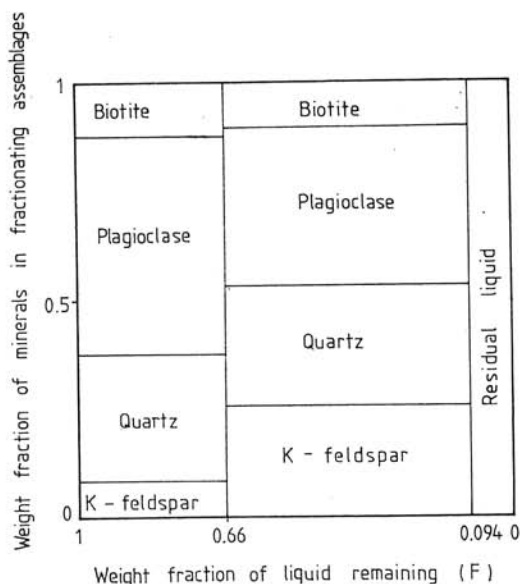 Weight fraction of minerals in fractionating assemblages
1
Biotite
Biotite
Plagioclase
Plagioclase
0.5
Quartz
Quartz
K - feldspar
K - feldspar
Residual liquid
0
1
0.66
0.094 0
Weight fraction of liquid remaining (F)